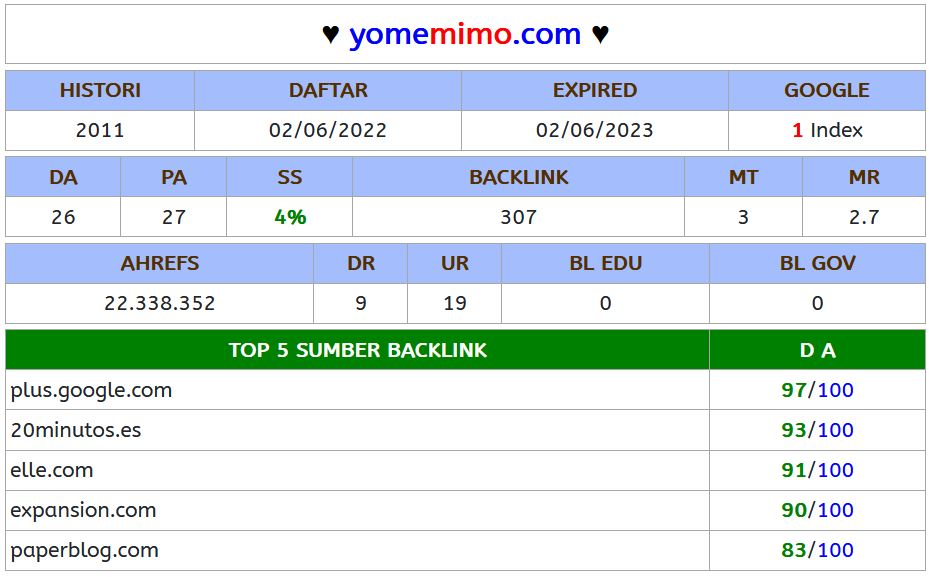 ♥ yomemimo.com ♥
HISTORI DAFTAR EXPIRED GOOGLE
2011 02/06/2022 02/06/2023 1 Index
DA PA SS BACKLINK MT MR
26 27 4% 307 3 2.7
AHREFS DR UR BL EDU BL GOV
22.338.352 9 19 0 0
TOP 5 SUMBER BACKLINK D A
plus.google.com 97/100
20minutos.es 93/100
elle.com 91/100
expansion.com 90/100
paperblog.com 83/100